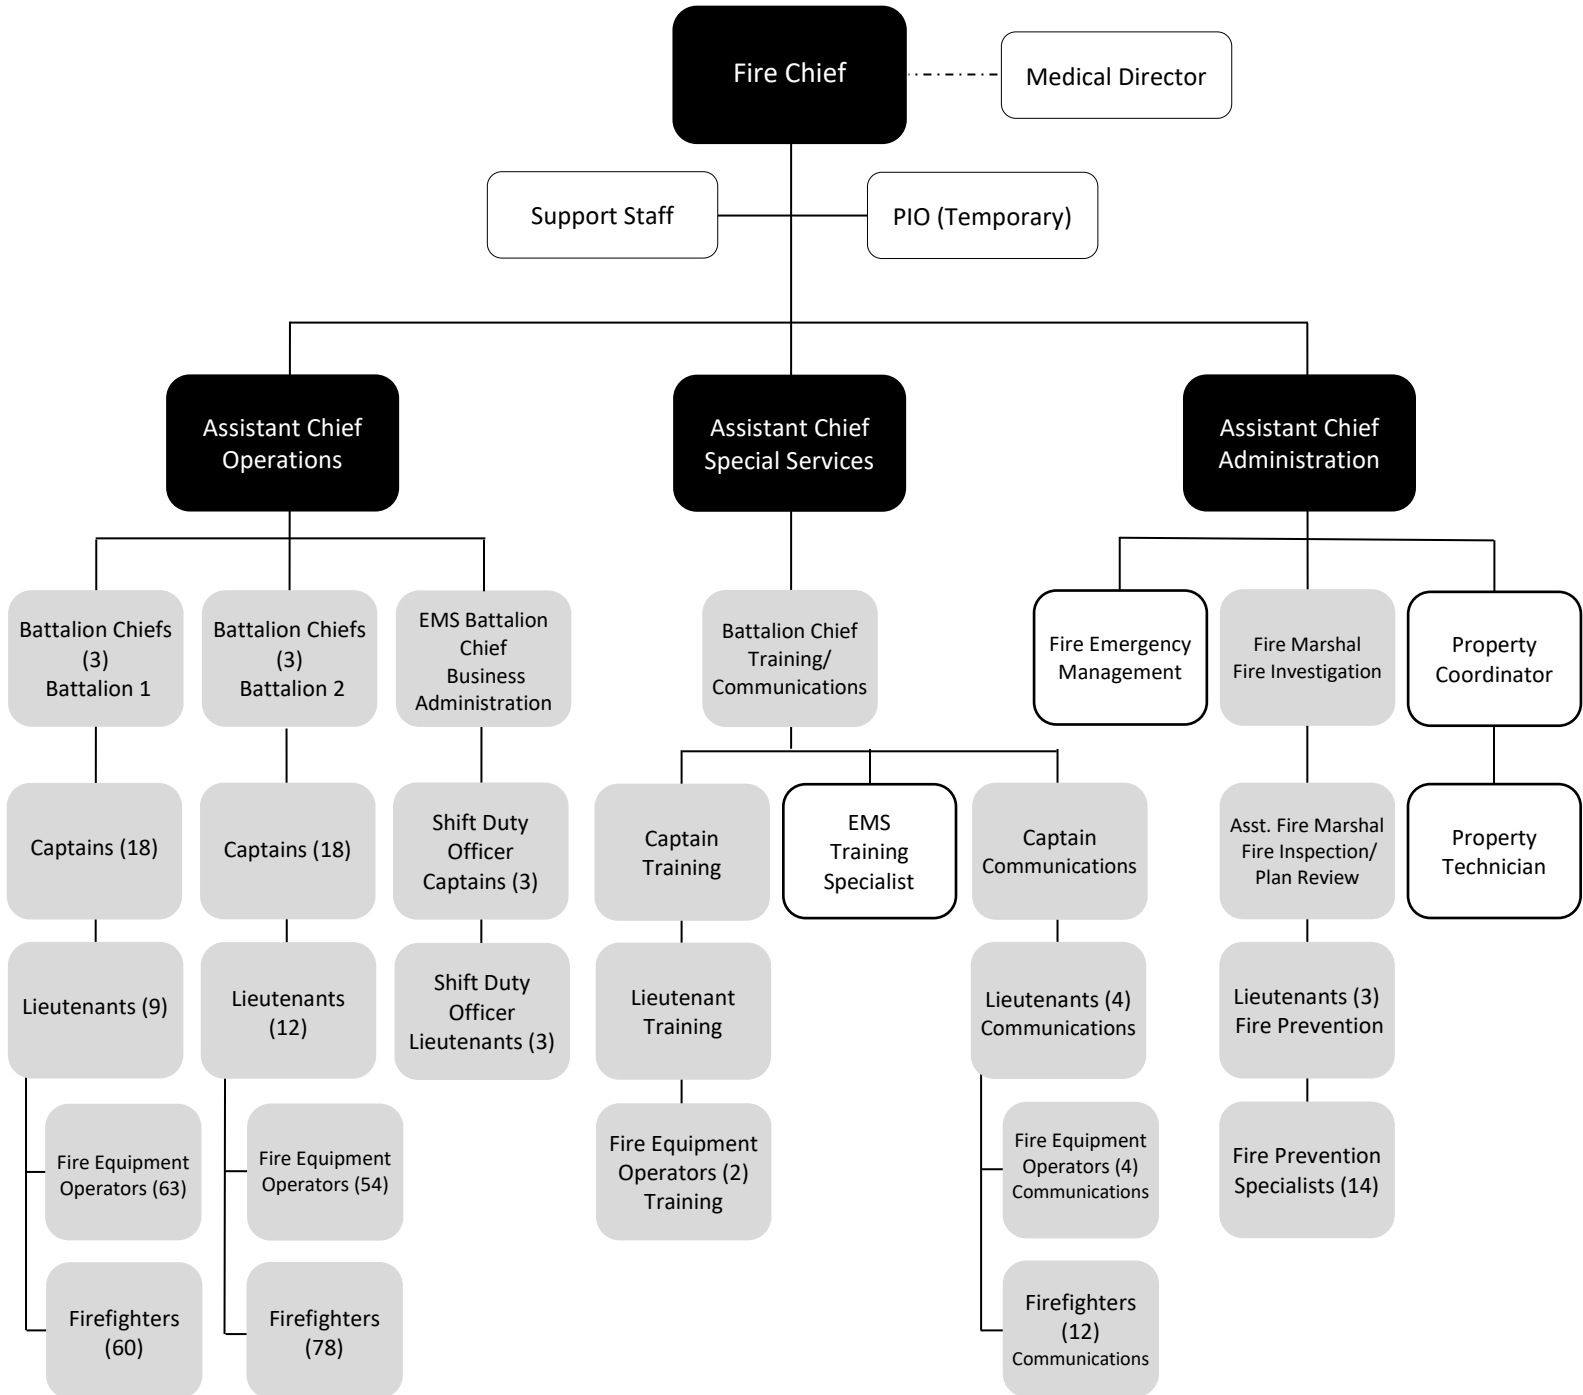 Fire Chief
Medical Director
Support Staff
PIO (Temporary)
Assistant Chief
Operations
Assistant Chief
Special Services
Assistant Chief
Administration
Battalion Chiefs
(3)
Battalion 1
Battalion Chiefs
(3)
Battalion 2
EMS Battalion
Chief
Business
Administration
Battalion Chief
Training/
Communications
Fire Emergency
Management
Fire Marshal
Fire Investigation
Property
Coordinator
Captains (18)
Captains (18)
Shift Duty
Officer
Captains (3)
Captain
Training
EMS
Training
Specialist
Captain
Communications
Asst. Fire Marshal
Fire Inspection/
Plan Review
Property
Technician
Lieutenants (9)
Lieutenants
(12)
Shift Duty
Officer
Lieutenants (3)
Lieutenant
Training
Lieutenants (4)
Communications
Lieutenants (3)
Fire Prevention
Fire Equipment
Operators (63)
Fire Equipment
Operators (54)
Fire Equipment
Operators (2)
Training
Fire Equipment
Operators (4)
Communications
Fire Prevention
Specialists (14)
Firefighters
(60)
Firefighters
(78)
Firefighters
(12)
Communications